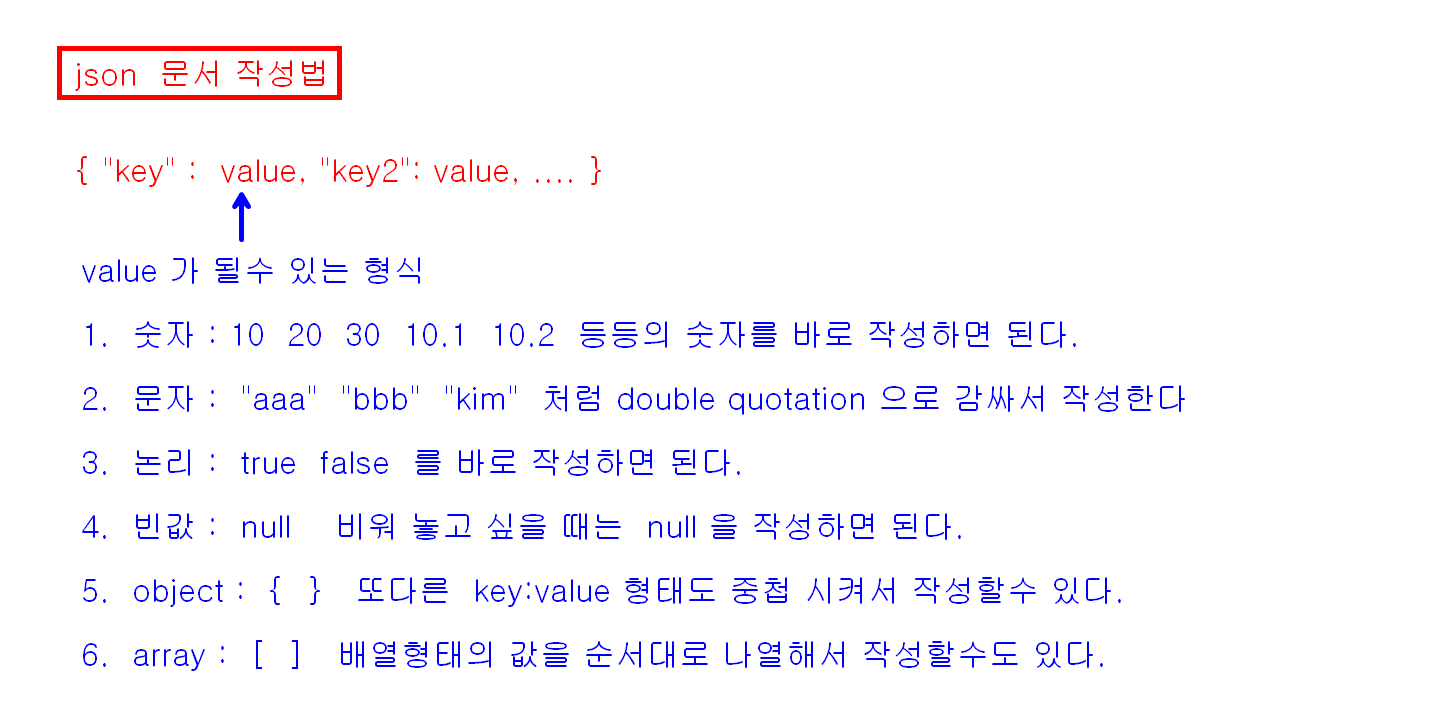 json 문서 작성법
{ "key" : value, "key2": value, .... }
value 가 될수 있는 형식
1. 숫자 : 10 20 30 10.1 10.2 등등의 숫자를 바로 작성하면 된다.
2. 문자 : "aaa" "bbb" "kim" 처럼 double quotation 으로 감싸서 작성한다
3. 논리 : true false 를 바로 작성하면 된다.
4. 빈값 : null 비워 놓고 싶을 때는 null 을 작성하면 된다.
5. object : { } 또다른 key:value 형태도 중첩 시켜서 작성할수 있다.
6. array : [ ] 배열형태의 값을 순서대로 나열해서 작성할수도 있다.